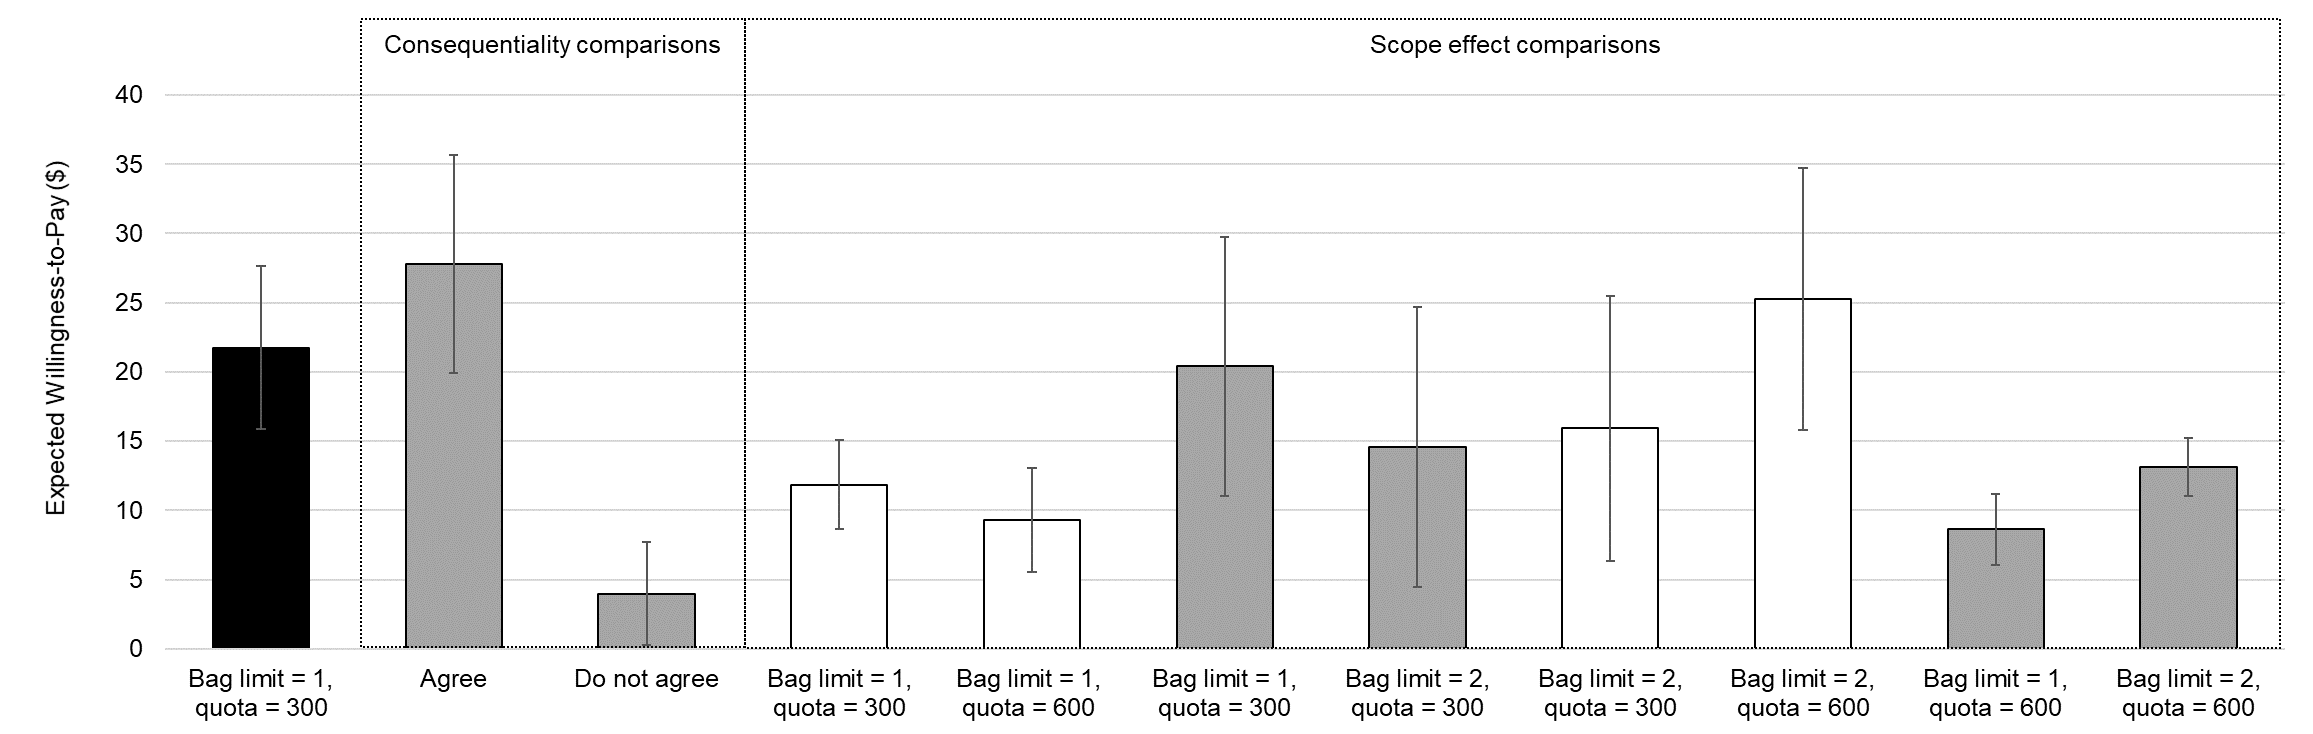 Consequentiality comparisons
Scope effect comparisons
Expected Willingness-to-Pay ($)
40
35
30
25
20
15
10
5
0
Bag limit = 1,
quota = 300
Agree
Do not agree
Bag limit = 1,
quota = 300
Bag limit = 1,
quota = 600
Bag limit = 1,
quota = 300
Bag limit = 2,
quota = 300
Bag limit = 2,
quota = 300
Bag limit = 2,
quota = 600
Bag limit = 1,
quota = 600
Bag limit = 2,
quota = 600